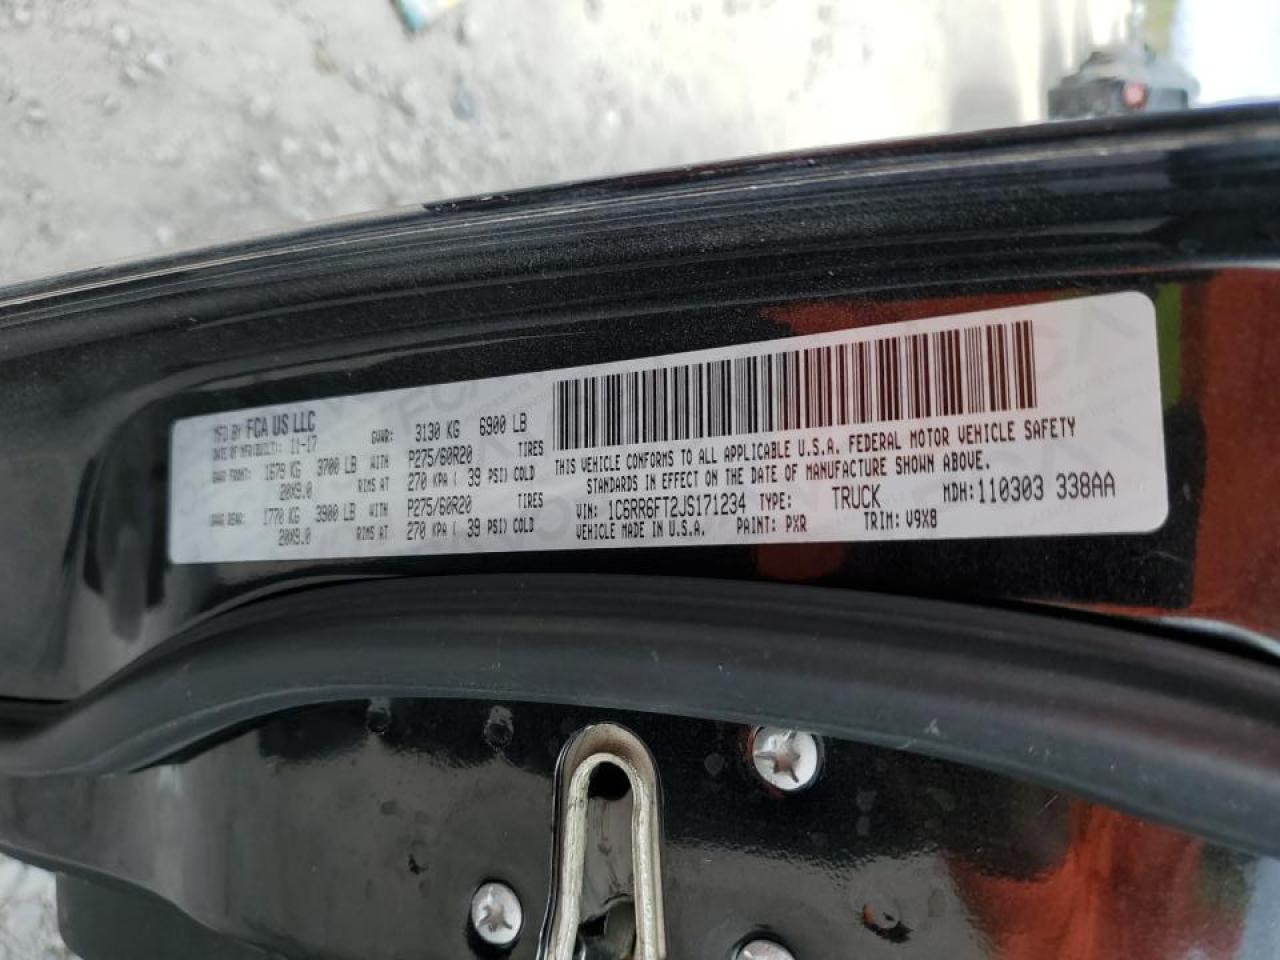 MFD BY FCA US LLC
DATE OF MFR(BUILT): 11-17 GVWR: 3130 KG 6900 LB
GAWR FRONT: 1679 KG 3700 LB WITH P275/60R20 TIRES
20X9.0 RIMS AT 270 KPA ( 39 PSI) COLD
GAWR REAR: 1770 KG 3900 LB WITH P275/60R20 TIRES
20X9.0 RIMS AT 270 KPA ( 39 PSI) COLD
THIS VEHICLE CONFORMS TO ALL APPLICABLE U.S.A. FEDERAL MOTOR VEHICLE SAFETY
STANDARDS IN EFFECT ON THE DATE OF MANUFACTURE SHOWN ABOVE.
VIN: 1C6RR6FT2JS171234 TYPE: TRUCK MDH:110303 338AA
VEHICLE MADE IN U.S.A. PAINT: PXR TRIM: V9X8